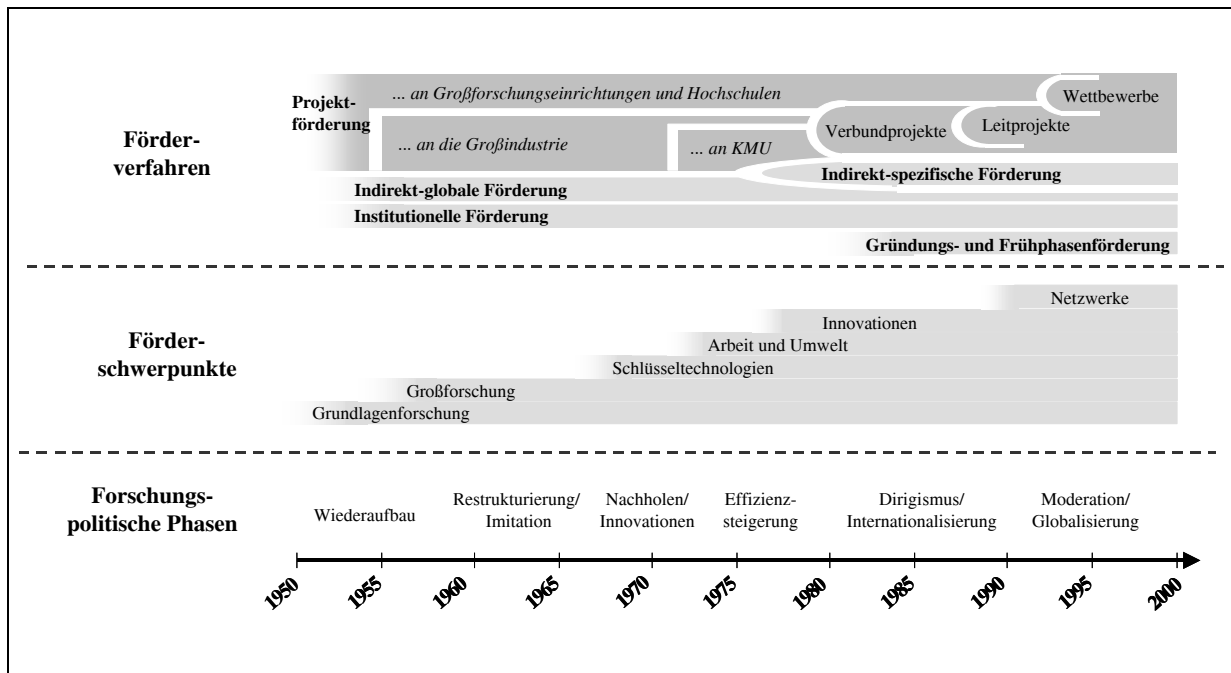 Förder-
verfahren
Projekt-
förderung
... an Großforschungseinrichtungen und Hochschulen
... an die Großindustrie
... an KMU
Verbundprojekte
Leitprojekte
Wettbewerbe
Indirekt-spezifische Förderung
Indirekt-globale Förderung
Institutionelle Förderung
Gründungs- und Frühphasenförderung
Förder-
schwerpunkte
Netzwerke
Innovationen
Arbeit und Umwelt
Schlüsseltechnologien
Großforschung
Grundlagenforschung
Forschungs-
politische Phasen
Wiederaufbau
Restrukturierung/
Imitation
Nachholen/
Innovationen
Effizienz-
steigerung
Dirigismus/
Internationalisierung
Moderation/
Globalisierung
1950
1955
1960
1965
1970
1975
1980
1985
1990
1995
2000